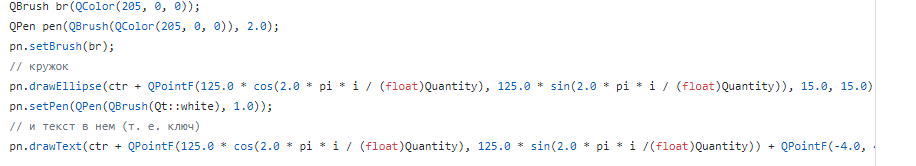 QBrush br(QColor(205, 0, 0));
QPen pen(QBrush(QColor(205, 0, 0)), 2.0);
pn.setBrush(br);
// кружок
pn.drawEllipse(ctr + QPointF(125.0 * cos(2.0 * pi * i / (float)Quantity), 125.0 * sin(2.0 * pi * i / (float)Quantity)), 15.0, 15.0)
pn.setPen(QPen(QBrush(Qt::white), 1.0));
// и текст в нем (т. е. ключ)
pn.drawText(ctr + QPointF(125.0 * cos(2.0 * pi * i / (float)Quantity), 125.0 * sin(2.0 * pi * i /(float)Quantity)) + QPointF(-4.0,